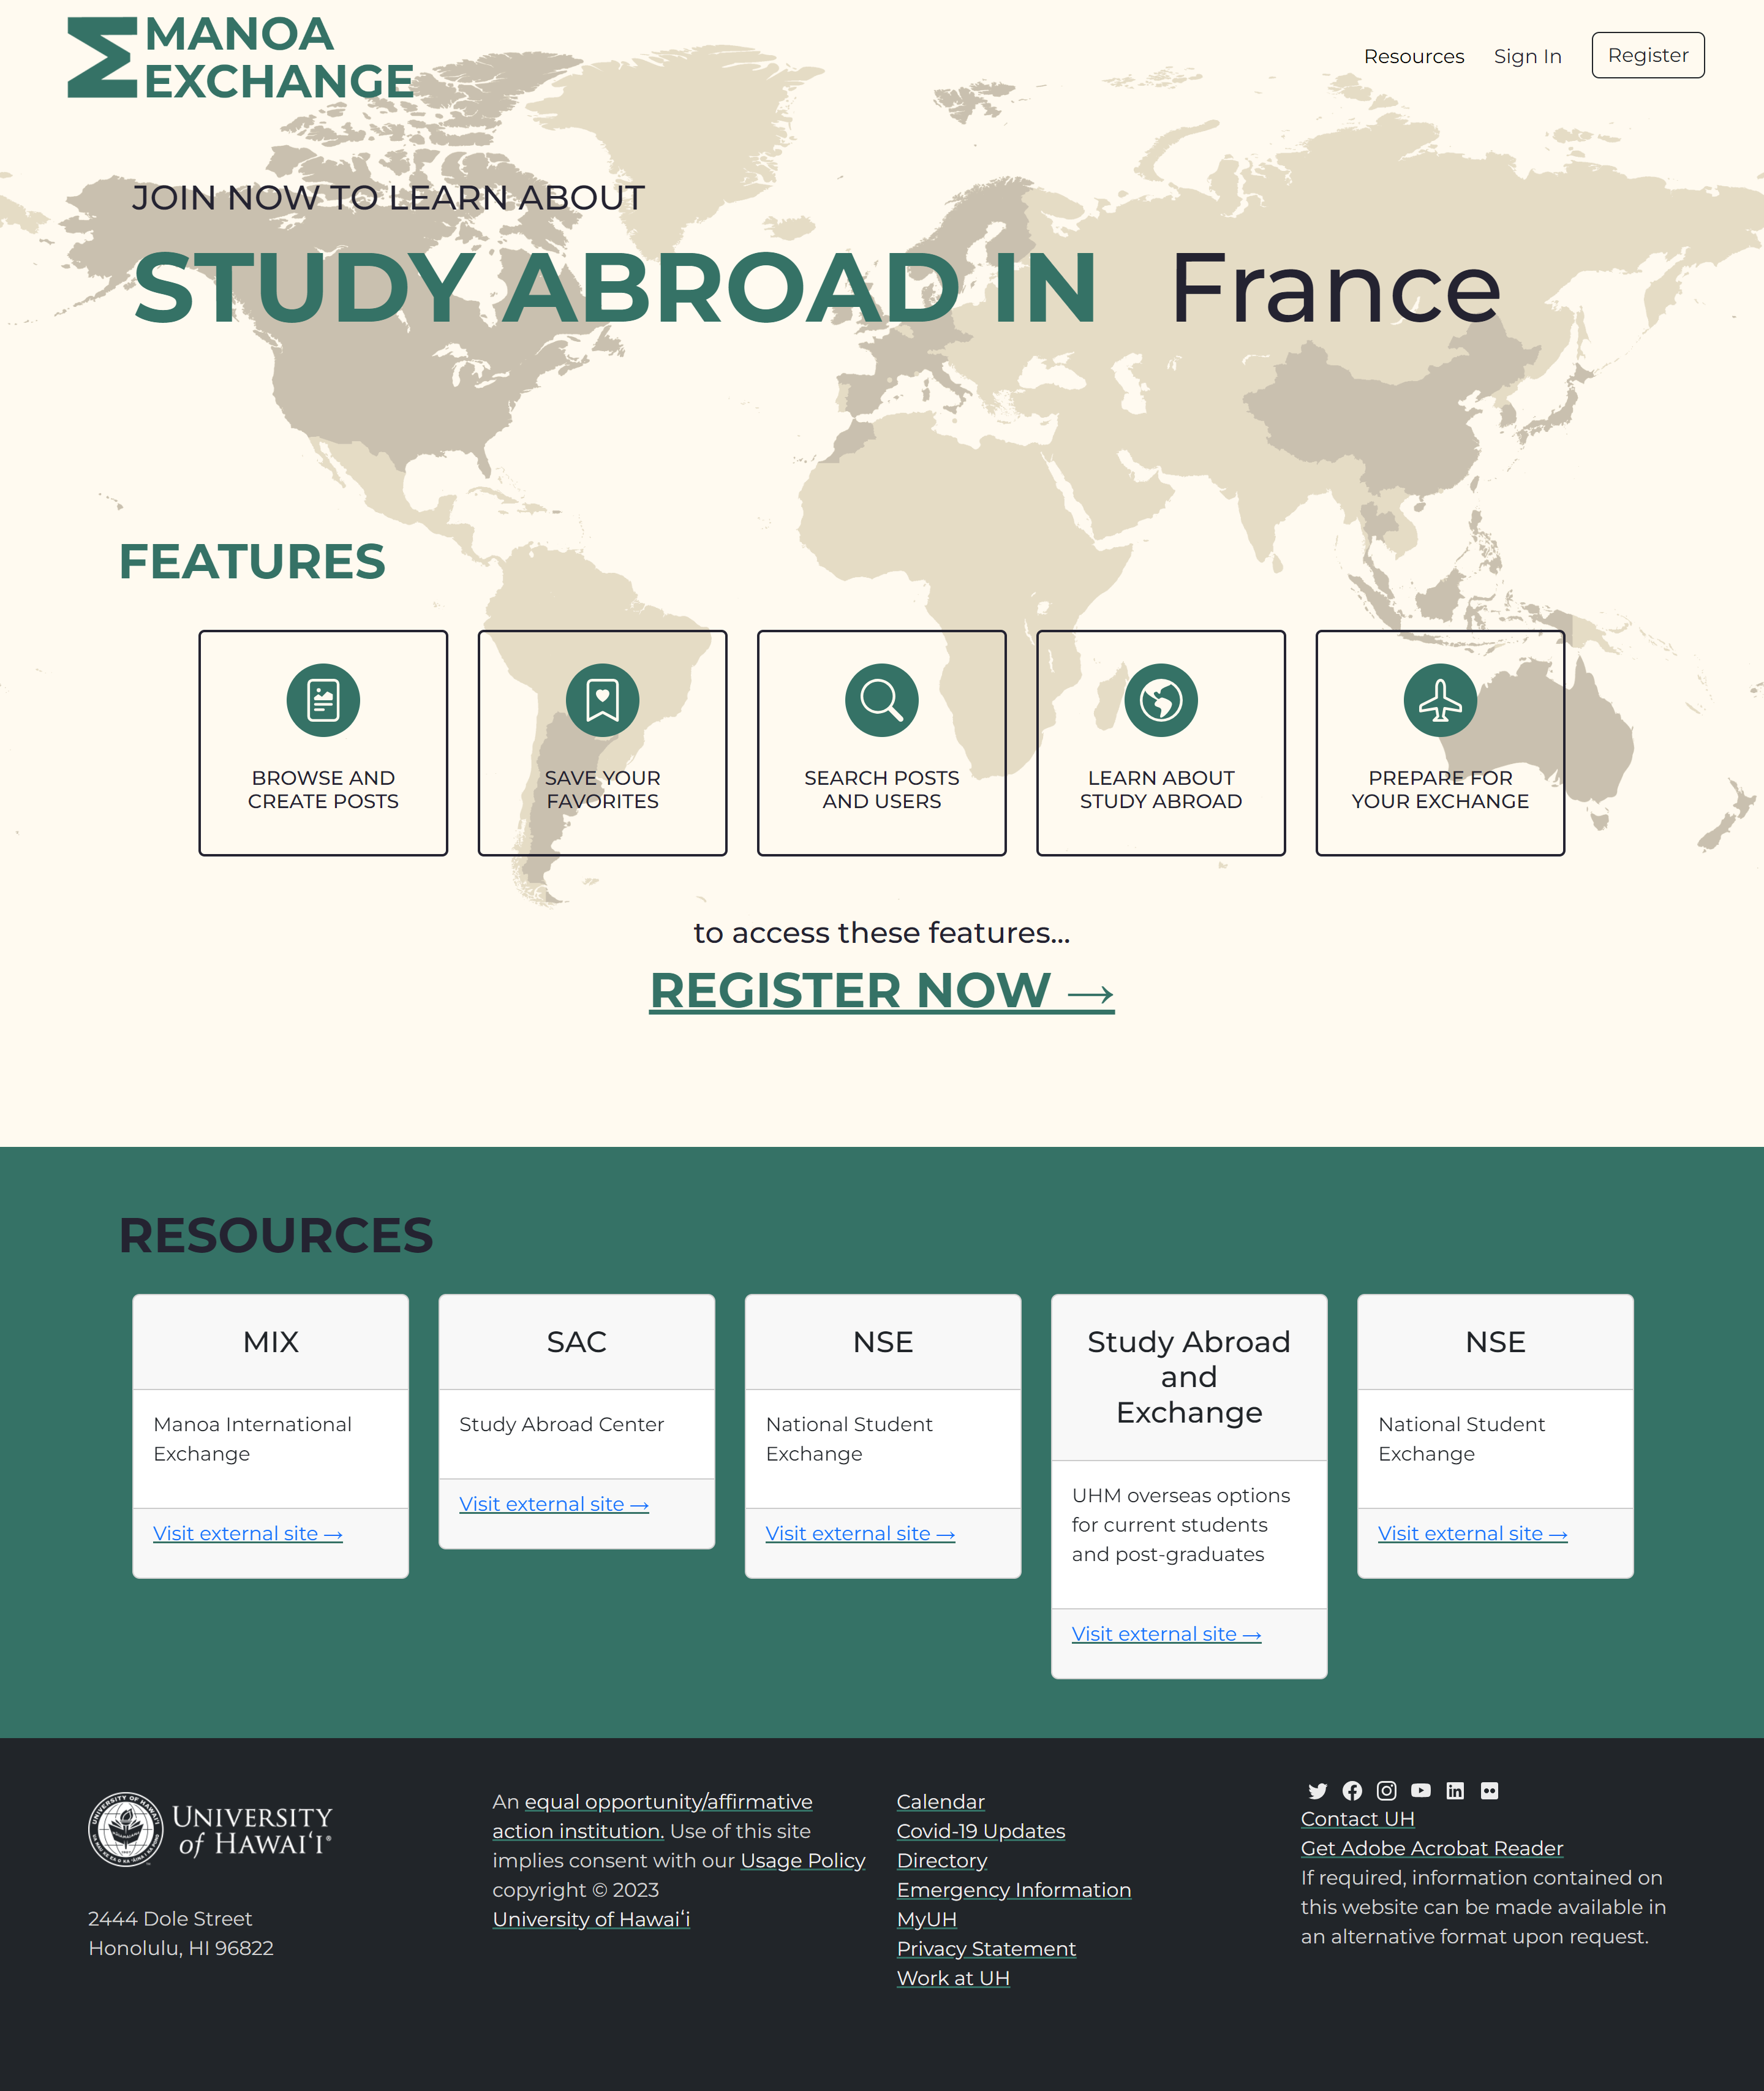 MANOA
EXCHANGE
Resources
Sign In
Register
JOIN NOW TO LEARN ABOUT
STUDY ABROAD IN France
FEATURES
BROWSE AND
CREATE POSTS
SAVE YOUR
FAVORITES
SEARCH POSTS
AND USERS
LEARN ABOUT
STUDY ABROAD
PREPARE FOR
YOUR EXCHANGE
to access these features...
REGISTER NOW →
RESOURCES
MIX
Manoa International
Exchange
Visit external site →
SAC
Study Abroad Center
Visit external site →
NSE
National Student
Exchange
Visit external site →
Study Abroad
and
Exchange
UHM overseas options
for current students
and post-graduates
Visit external site →
NSE
National Student
Exchange
Visit external site →
UNIVERSITY
of HAWAIʻI®
2444 Dole Street
Honolulu, HI 96822
An equal opportunity/affirmative
action institution. Use of this site
implies consent with our Usage Policy
copyright © 2023
University of Hawaiʻi
Calendar
Covid-19 Updates
Directory
Emergency Information
MyUH
Privacy Statement
Work at UH
Contact UH
Get Adobe Acrobat Reader
If required, information contained on
this website can be made available in
an alternative format upon request.